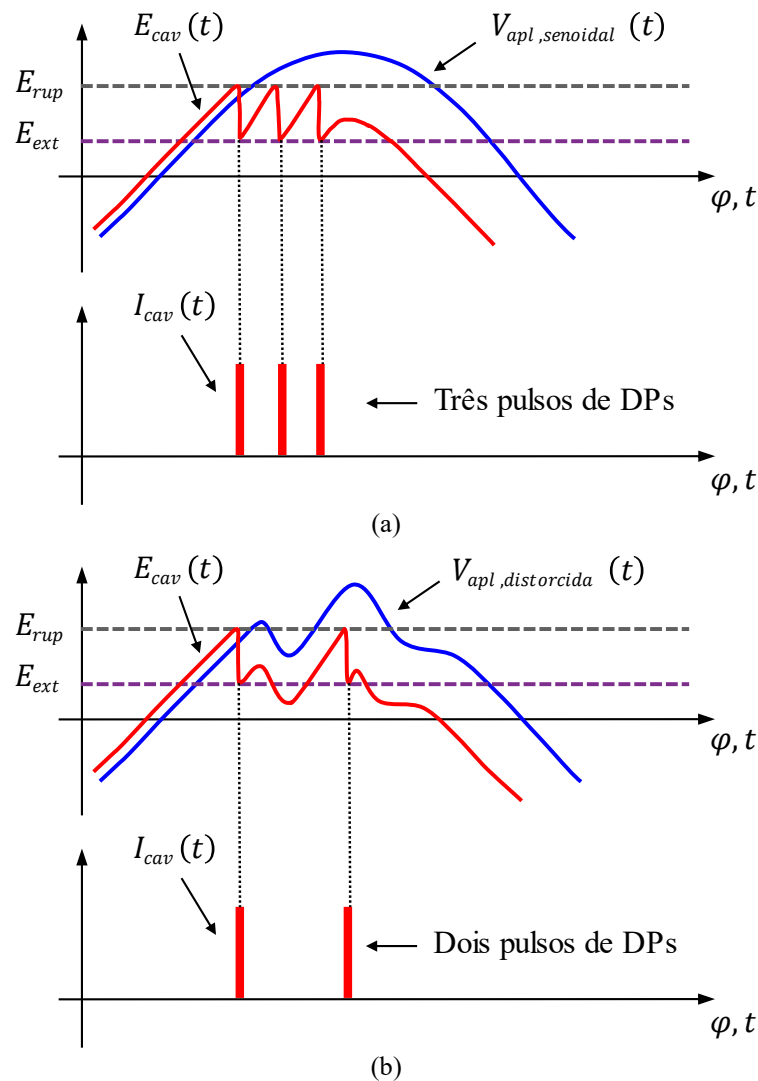 E_cav (t)
V_apl,senoidal (t)
E_rup
E_ext
φ, t
I_cav (t)
Três pulsos de DPs
φ, t
(a)
E_cav (t)
V_apl,distorcida (t)
E_rup
E_ext
φ, t
I_cav (t)
Dois pulsos de DPs
φ, t
(b)